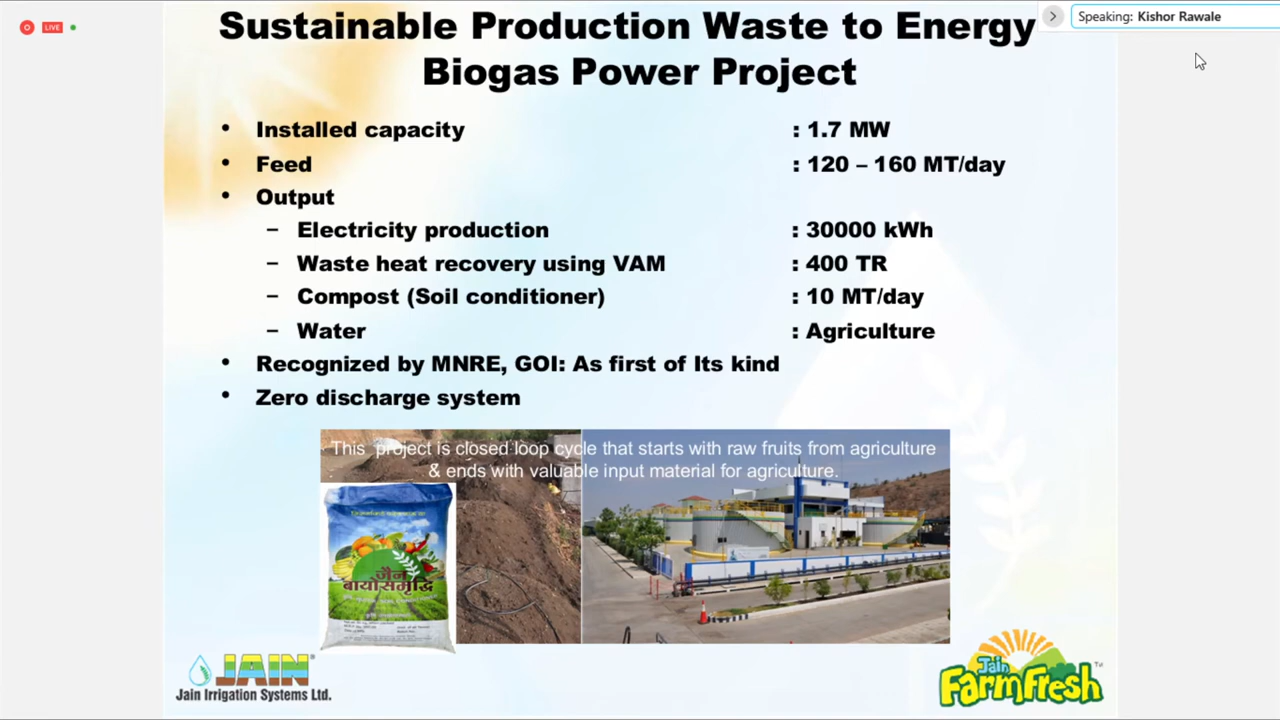 LIVE
Speaking: Kishor Rawale
Sustainable Production Waste to Energy
Biogas Power Project
• Installed capacity : 1.7 MW
• Feed : 120 – 160 MT/day
• Output
– Electricity production : 30000 kWh
– Waste heat recovery using VAM : 400 TR
– Compost (Soil conditioner) : 10 MT/day
– Water : Agriculture
• Recognized by MNRE, GOI: As first of Its kind
• Zero discharge system
This project is closed loop cycle that starts with raw fruits from agriculture
& ends with valuable input material for agriculture.
जैन
बायोसमृद्धि
JAIN®
Jain Irrigation Systems Ltd.
Jain
FarmFresh™